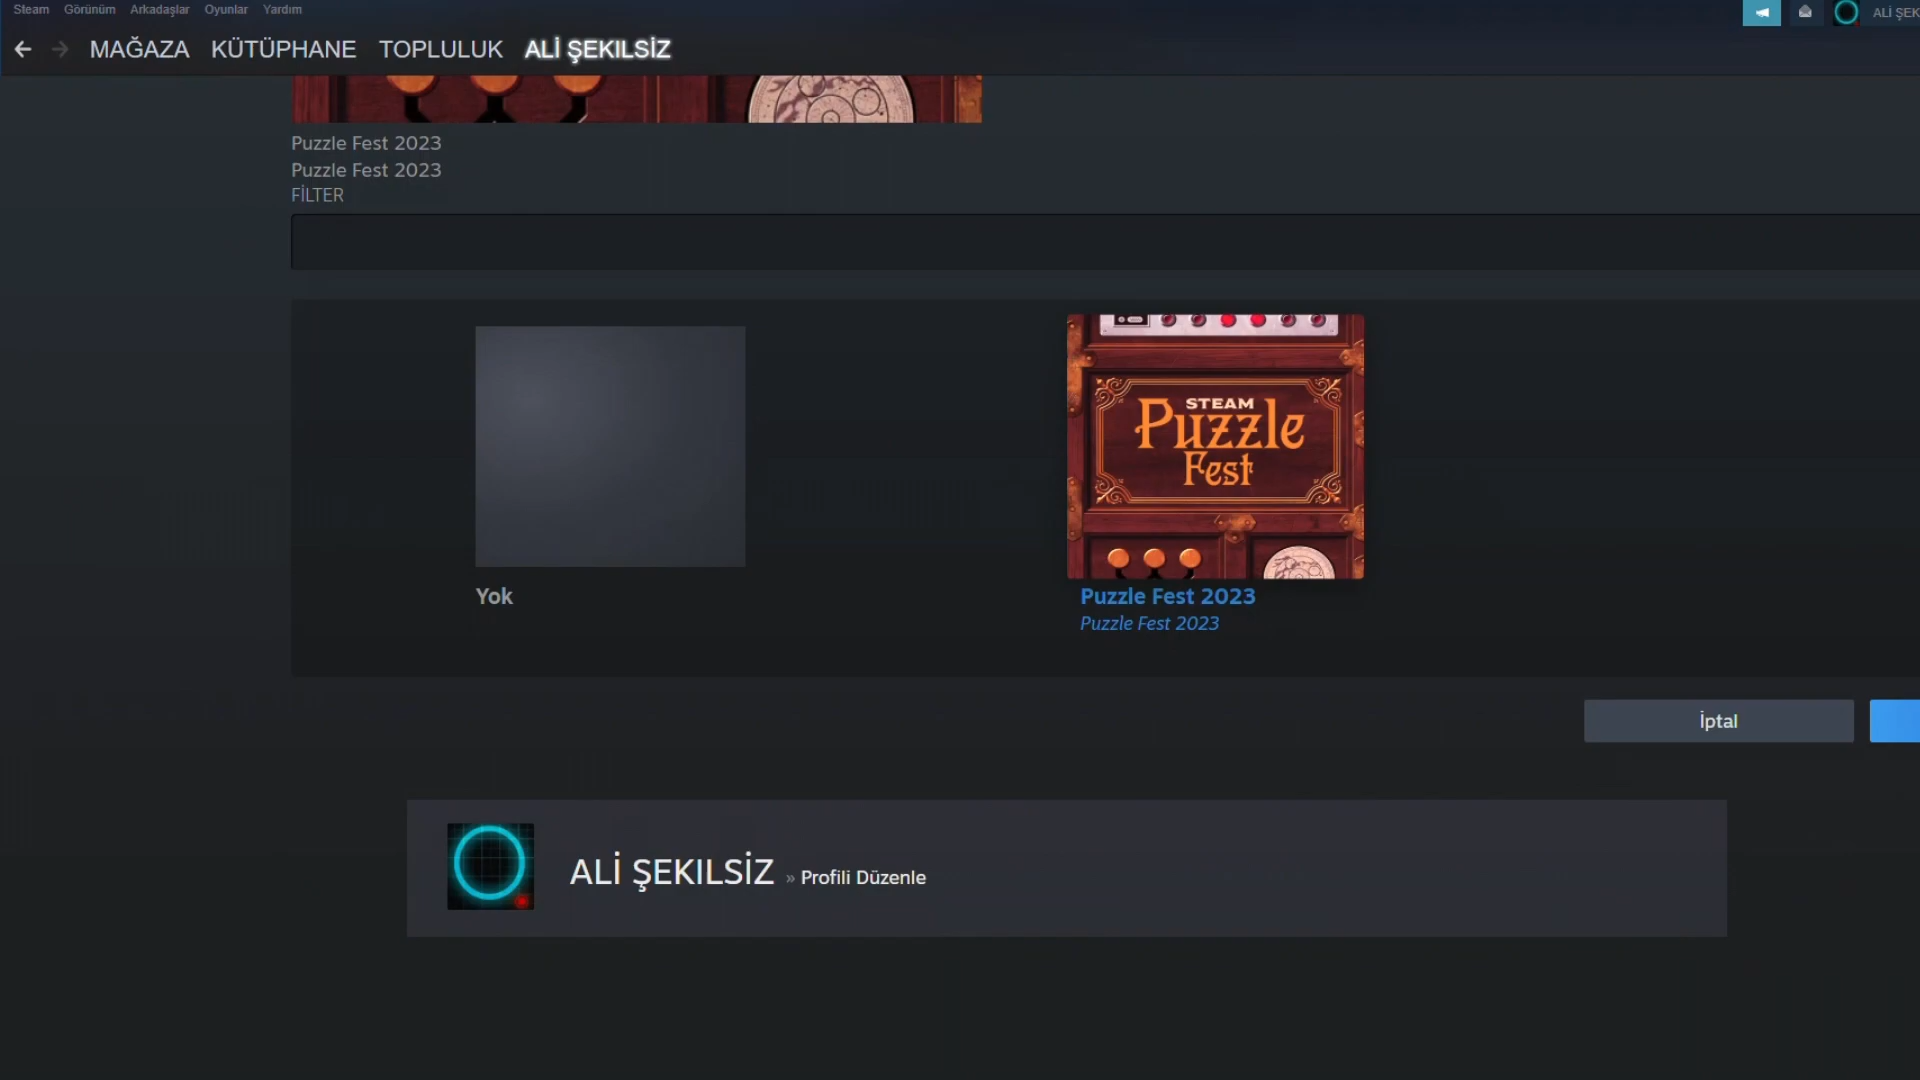 Steam Görünüm Arkadaşlar Oyunlar Yardım
ALİ ŞEK
MAĞAZA KÜTÜPHANE TOPLULUK ALİ ŞEKILSİZ
Puzzle Fest 2023
Puzzle Fest 2023
FİLTER
STEAM
Puzzle
Fest
Yok
Puzzle Fest 2023
Puzzle Fest 2023
İptal
ALİ ŞEKILSİZ » Profili Düzenle